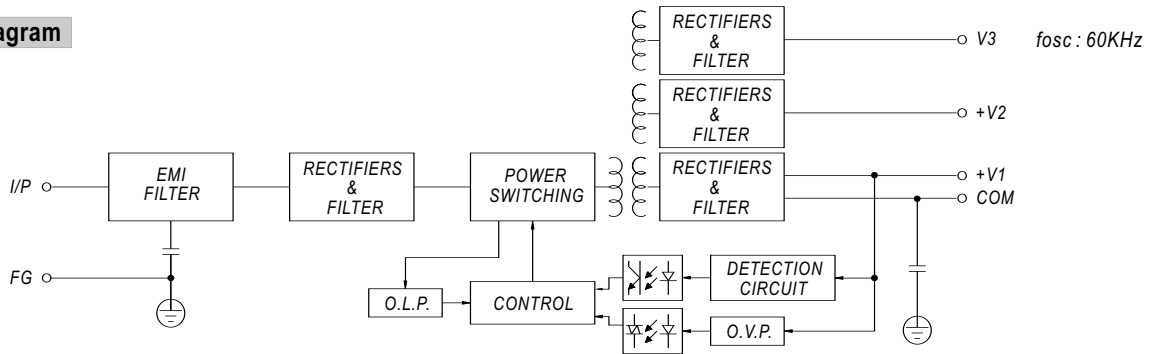 agram
RECTIFIERS
&
FILTER
V3
fosc : 60KHz
RECTIFIERS
&
FILTER
+V2
I/P
EMI
FILTER
RECTIFIERS
&
FILTER
POWER
SWITCHING
RECTIFIERS
&
FILTER
+V1
COM
FG
O.L.P.
CONTROL
DETECTION
CIRCUIT
O.V.P.